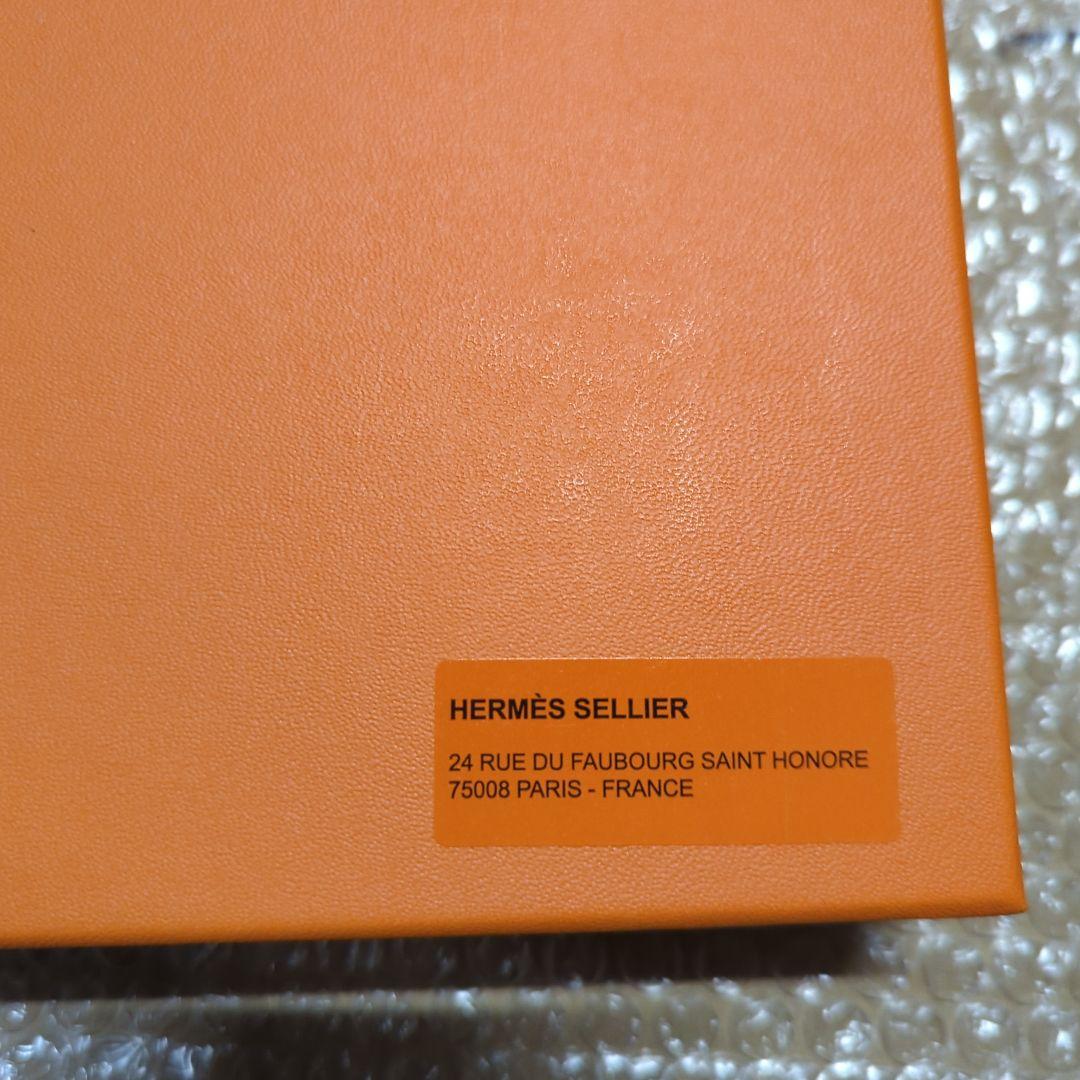 HERMÈS SELLIER
24 RUE DU FAUBOURG SAINT HONORE
75008 PARIS - FRANCE